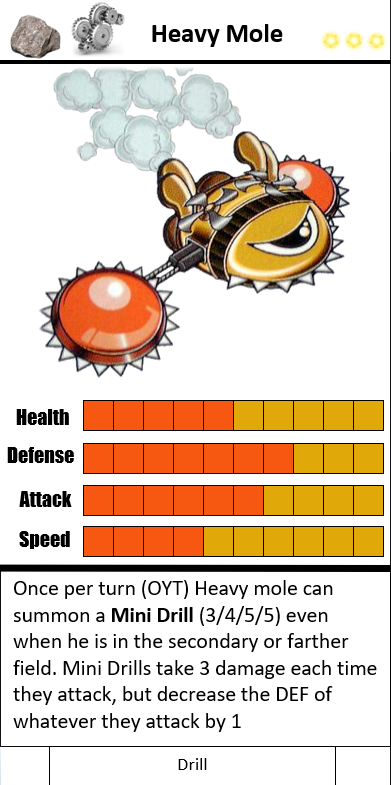 Heavy Mole
Health
Defense
Attack
Speed
Once per turn (OYT) Heavy mole can
summon a Mini Drill (3/4/5/5) even
when he is in the secondary or farther
field. Mini Drills take 3 damage each time
they attack, but decrease the DEF of
whatever they attack by 1
Drill